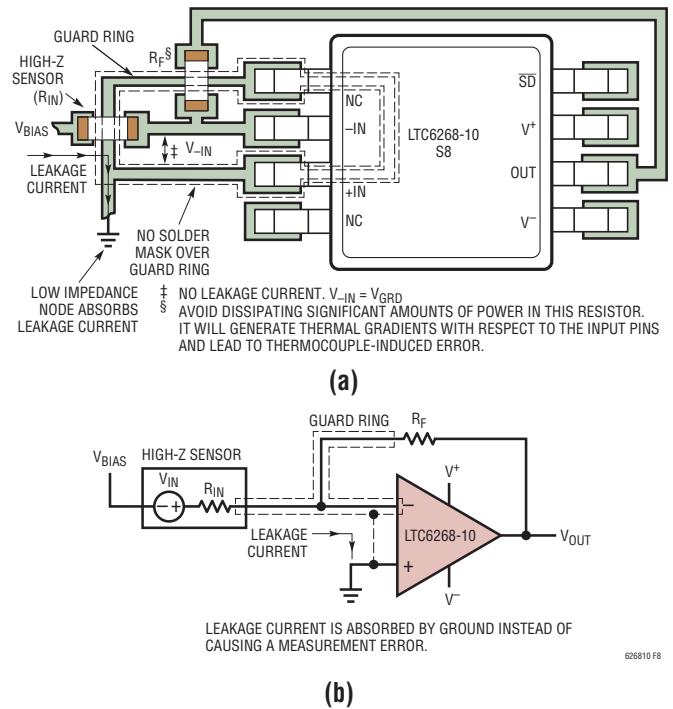 GUARD RING
HIGH-Z
SENSOR
(RIN)
RF§
VBIAS
LEAKAGE
CURRENT
‡ V–IN
NC
–IN
+IN
NC
LTC6268-10
S8
SD
V+
OUT
V–
NO SOLDER
MASK OVER
GUARD RING
LOW IMPEDANCE
NODE ABSORBS
LEAKAGE CURRENT
‡ NO LEAKAGE CURRENT. V–IN = VGRD
§ AVOID DISSIPATING SIGNIFICANT AMOUNTS OF POWER IN THIS RESISTOR.
IT WILL GENERATE THERMAL GRADIENTS WITH RESPECT TO THE INPUT PINS
AND LEAD TO THERMOCOUPLE-INDUCED ERROR.
(a)
GUARD RING
RF
VBIAS
HIGH-Z SENSOR
VIN
RIN
– +
V+
–
LTC6268-10
+
VOUT
LEAKAGE
CURRENT
V–
LEAKAGE CURRENT IS ABSORBED BY GROUND INSTEAD OF
CAUSING A MEASUREMENT ERROR.
626810 F8
(b)